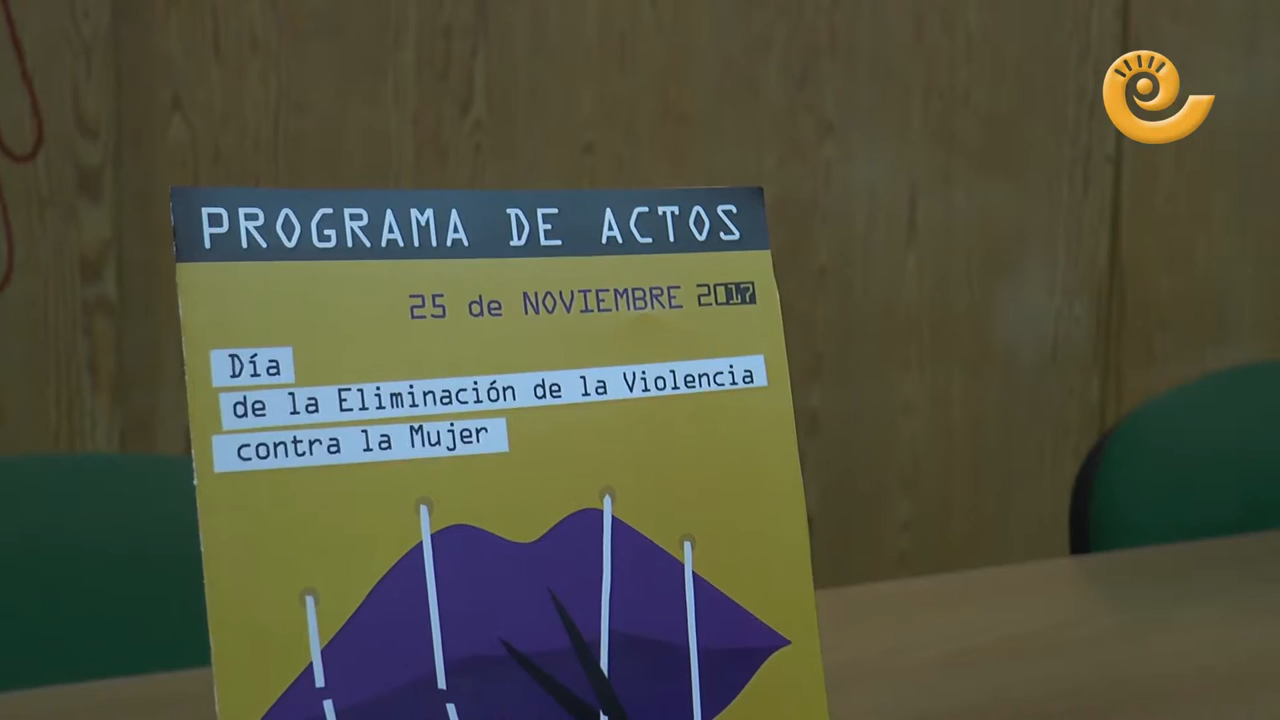 PROGRAMA DE ACTOS
25 de NOVIEMBRE 2017
Día
de la Eliminación de la Violencia
contra la Mujer